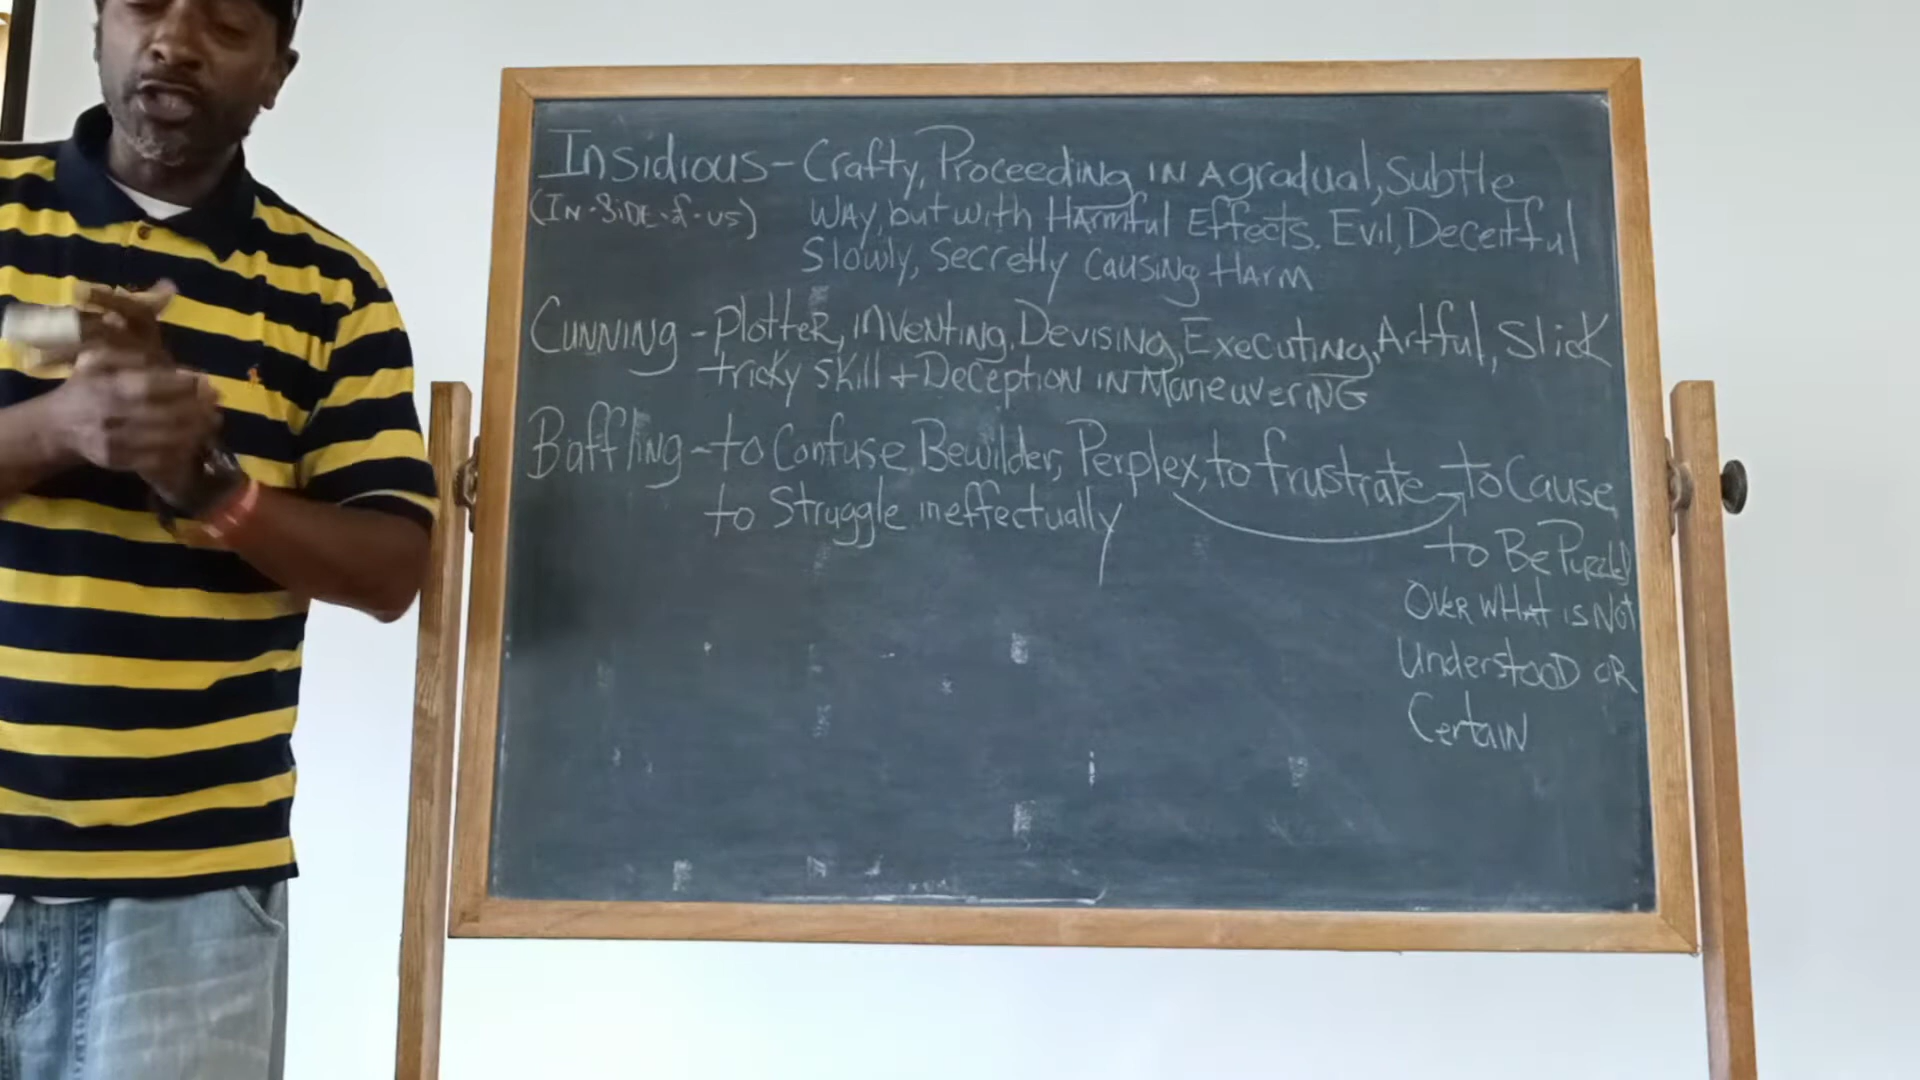 Insidious - Crafty, Proceeding IN A gradual, Subtle
(IN-SiDE-of-us) WAY, but with Harmful Effects. Evil, Deceitful
Slowly, Secretly Causing HARM
CUNNiNg - PlotteR, inVeNting, Devising, Executing, Artful, Slick
tricky skill + Deception IN ManeuveriNG
Baffling - to Confuse, Bewilder, Perplex, to frustrate to Cause
to Struggle ineffectually
to Be Puzzled
OVER WHAt iS Not
UnderstooD OR
CertaiN